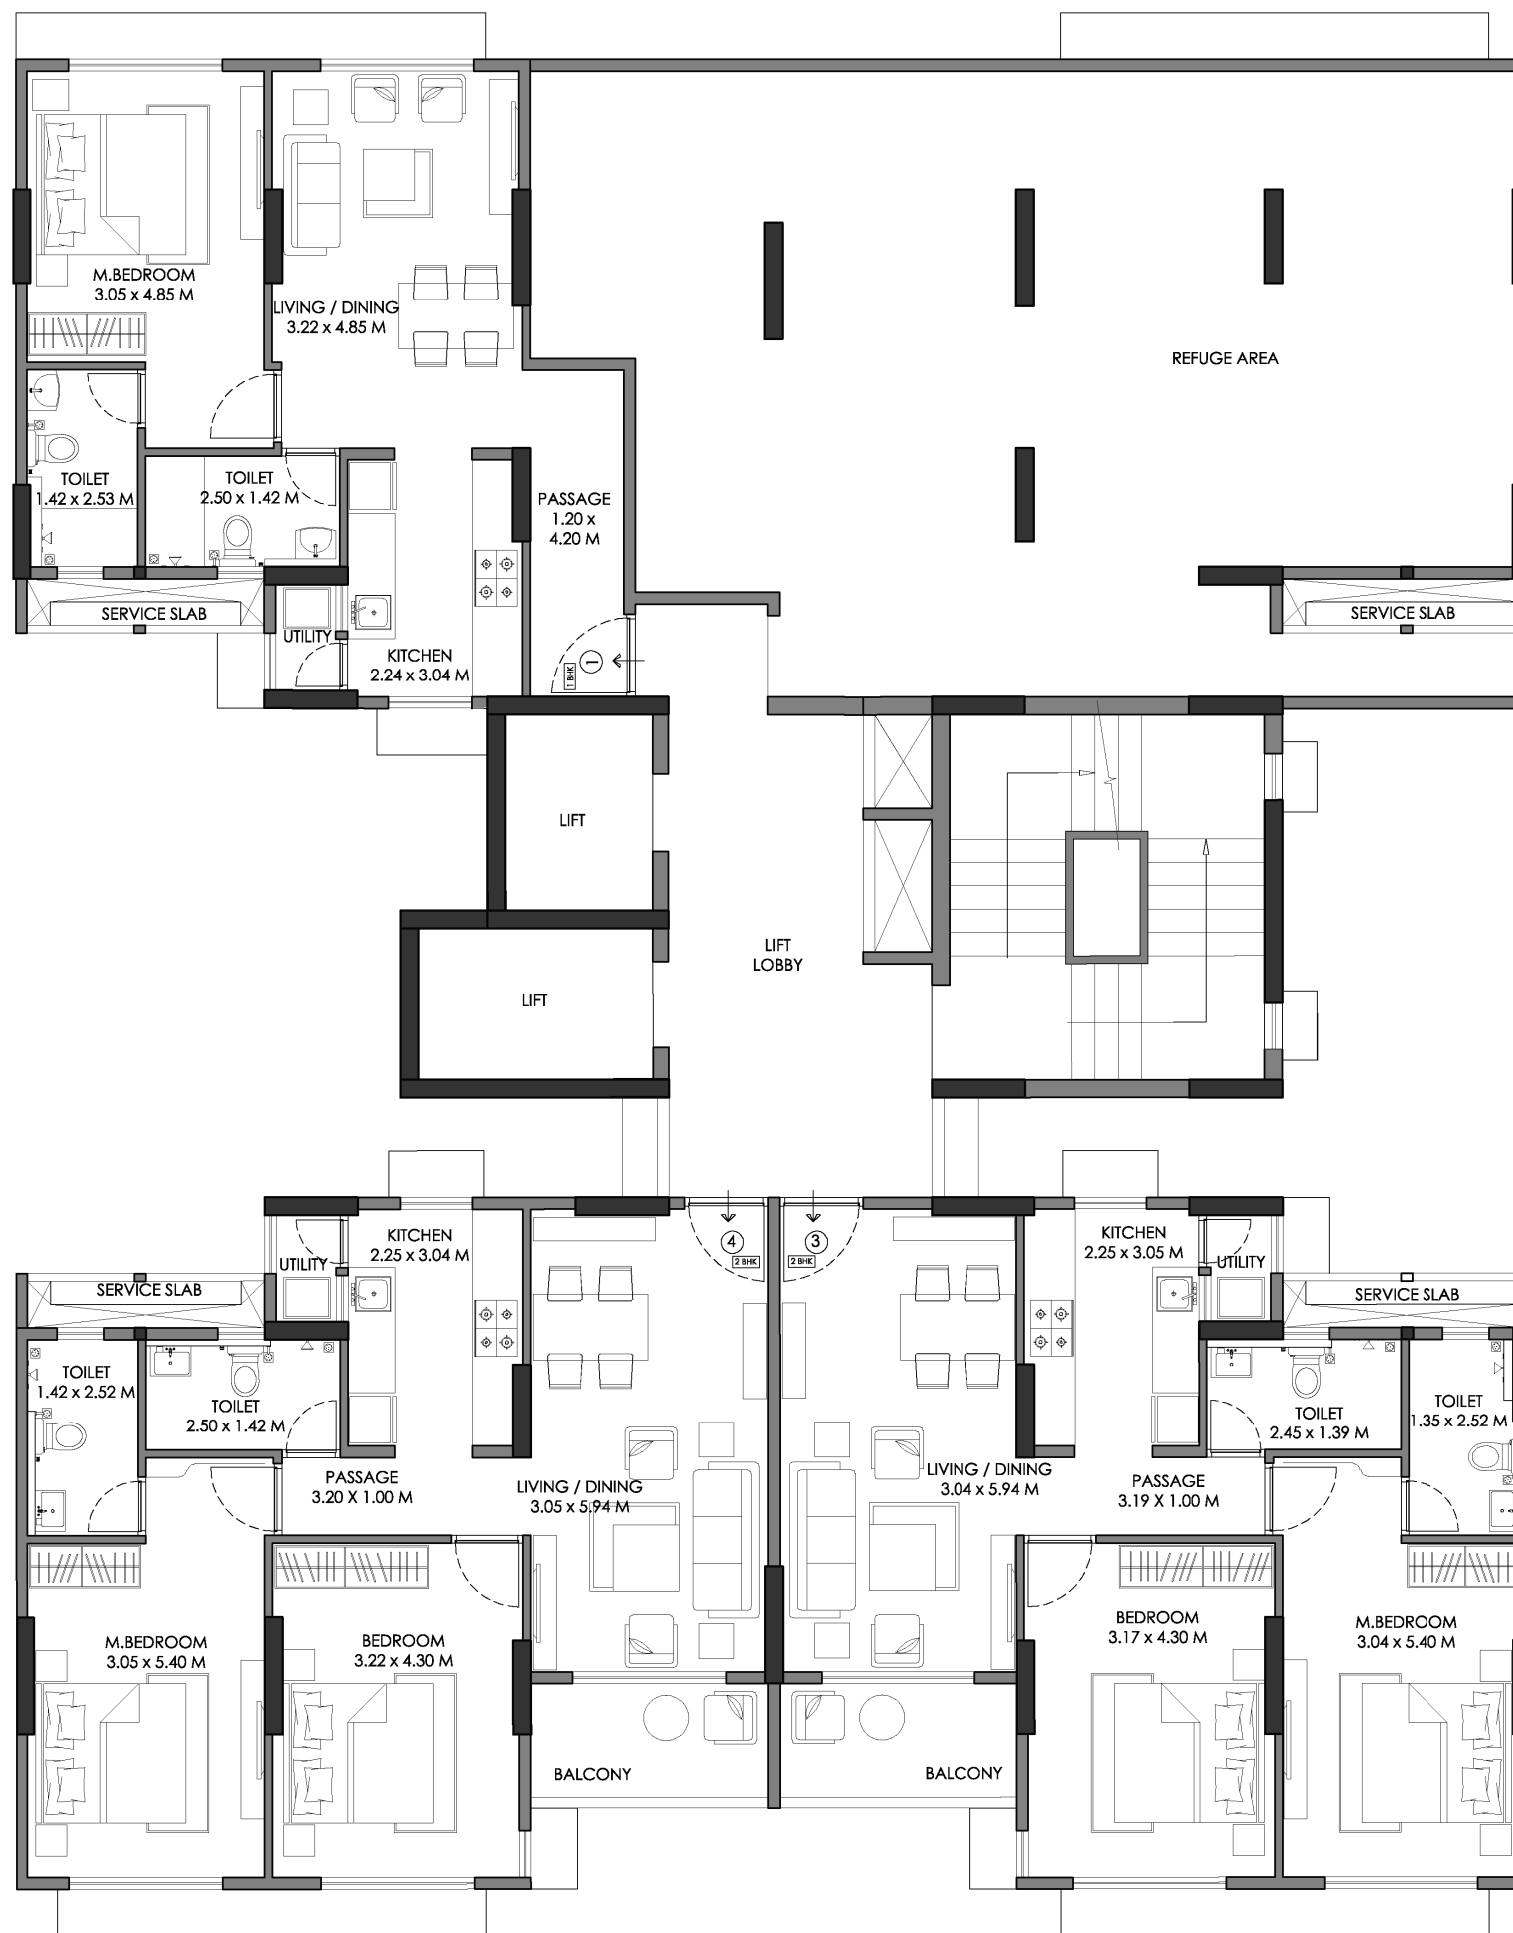 M.BEDROOM
3.05 x 4.85 M
LIVING / DINING
3.22 x 4.85 M
REFUGE AREA
TOILET
1.42 x 2.53 M
TOILET
2.50 x 1.42 M
PASSAGE
1.20 x
4.20 M
SERVICE SLAB
UTILITY
KITCHEN
2.24 x 3.04 M
1
1 BHK
SERVICE SLAB
LIFT
LIFT
LIFT
LOBBY
KITCHEN
2.25 x 3.04 M
UTILITY
SERVICE SLAB
4
2 BHK
3
2 BHK
KITCHEN
2.25 x 3.05 M
UTILITY
SERVICE SLAB
TOILET
1.42 x 2.52 M
TOILET
2.50 x 1.42 M
PASSAGE
3.20 X 1.00 M
LIVING / DINING
3.05 x 5.94 M
LIVING / DINING
3.04 x 5.94 M
PASSAGE
3.19 X 1.00 M
TOILET
2.45 x 1.39 M
TOILET
1.35 x 2.52 M
M.BEDROOM
3.05 x 5.40 M
BEDROOM
3.22 x 4.30 M
BEDROOM
3.17 x 4.30 M
M.BEDROOM
3.04 x 5.40 M
BALCONY
BALCONY